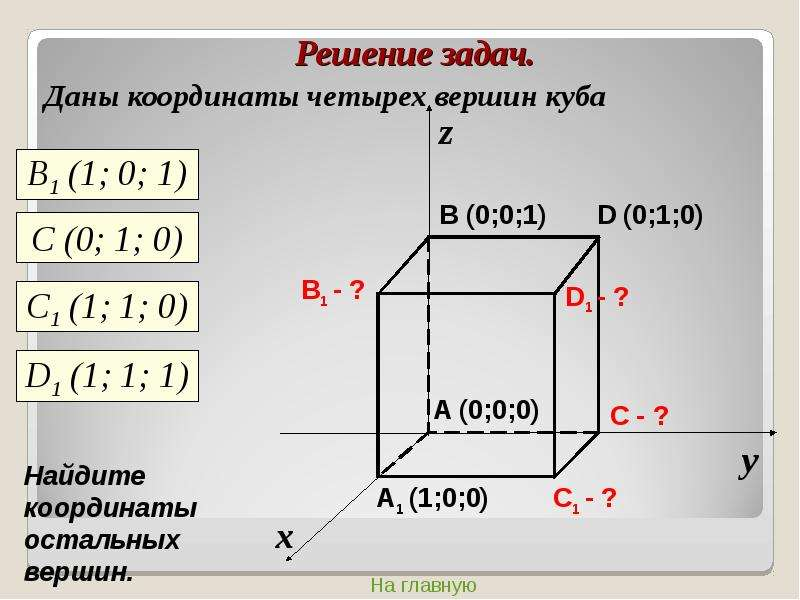 Решение задач.
Даны координаты четырех вершин куба
z
B₁ (1; 0; 1)
C (0; 1; 0)
C₁ (1; 1; 0)
D₁ (1; 1; 1)
B (0;0;1)
D (0;1;0)
B₁ - ?
D₁ - ?
A (0;0;0)
C - ?
y
A₁ (1;0;0)
C₁ - ?
x
Найдите
координаты
остальных
вершин.
На главную